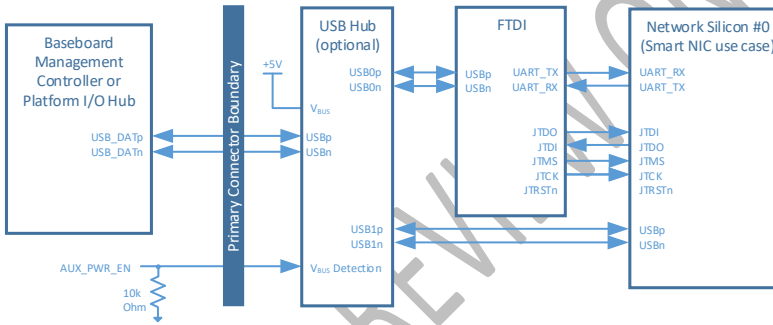 Baseboard
Management
Controller or
Platform I/O Hub
USB_DATp
USB_DATn
AUX_PWR_EN
10k
Ohm
Primary Connector Boundary
+5V
USB Hub
(optional)
USB0p
USB0n
VBUS
USBp
USBn
USB1p
USB1n
VBUS Detection
FTDI
USBp
USBn
UART_TX
UART_RX
JTDO
JTDI
JTMS
JTCK
JTRSTn
Network Silicon #0
(Smart NIC use case)
UART_RX
UART_TX
JTDI
JTDO
JTMS
JTCK
JTRSTn
USBp
USBn